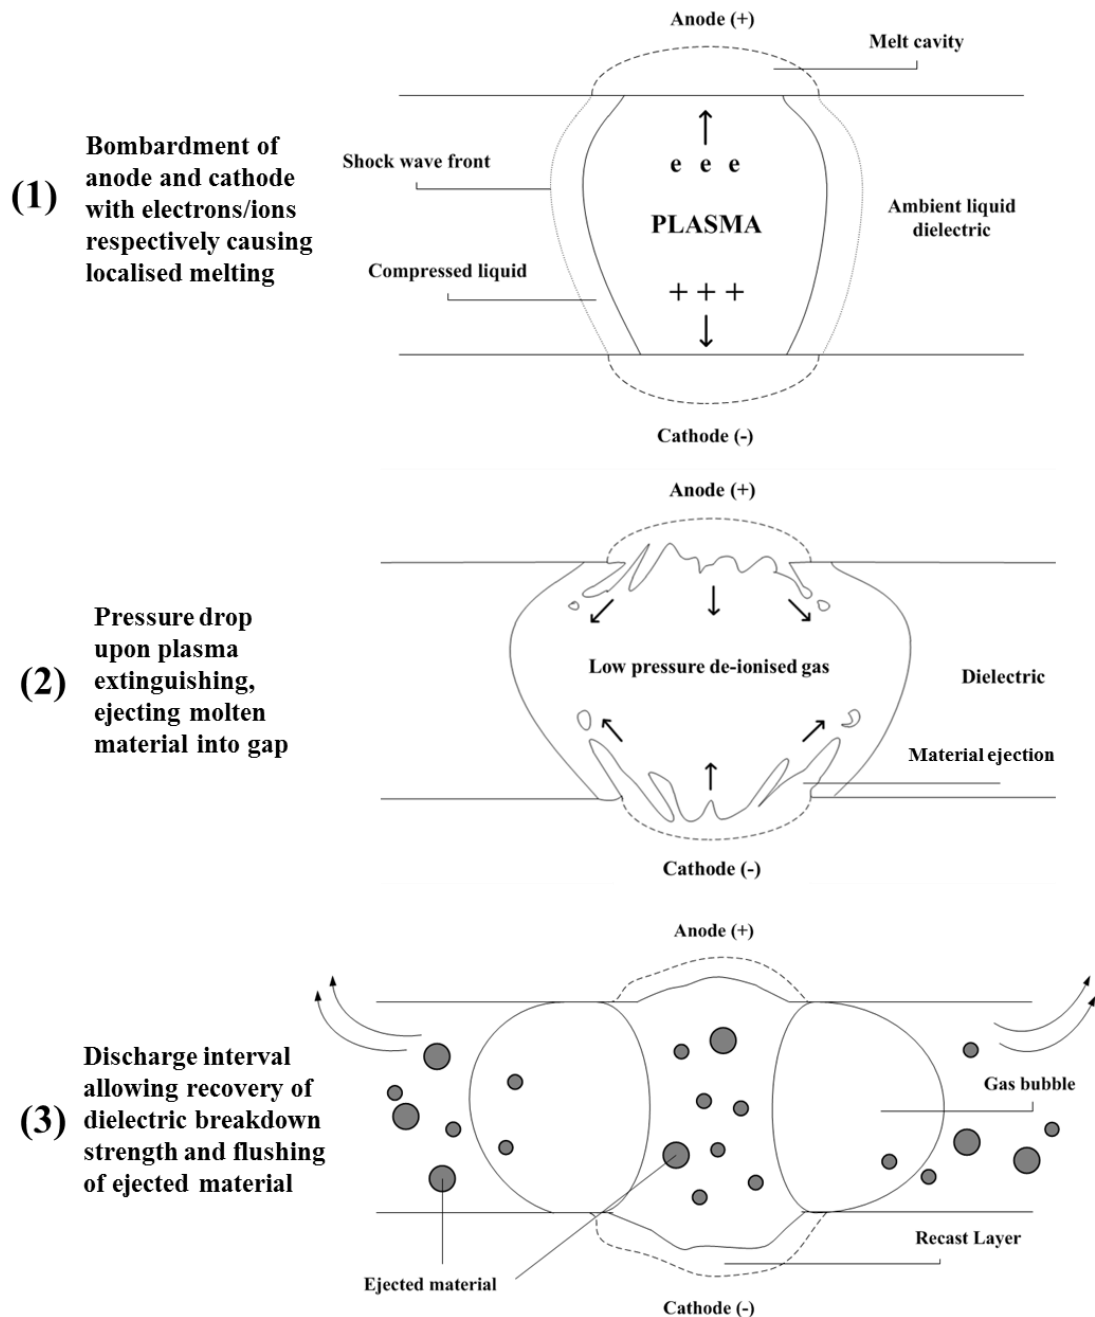 Anode (+)
Melt cavity
(1)
Bombardment of
anode and cathode
with electrons/ions
respectively causing
localised melting
Shock wave front
e e e
PLASMA
Ambient liquid
dielectric
Compressed liquid
+ + +
Cathode (-)
Anode (+)
(2)
Pressure drop
upon plasma
extinguishing,
ejecting molten
material into gap
Low pressure de-ionised gas
Dielectric
Material ejection
Cathode (-)
Anode (+)
(3)
Discharge interval
allowing recovery of
dielectric breakdown
strength and flushing
of ejected material
Gas bubble
Recast Layer
Ejected material
Cathode (-)